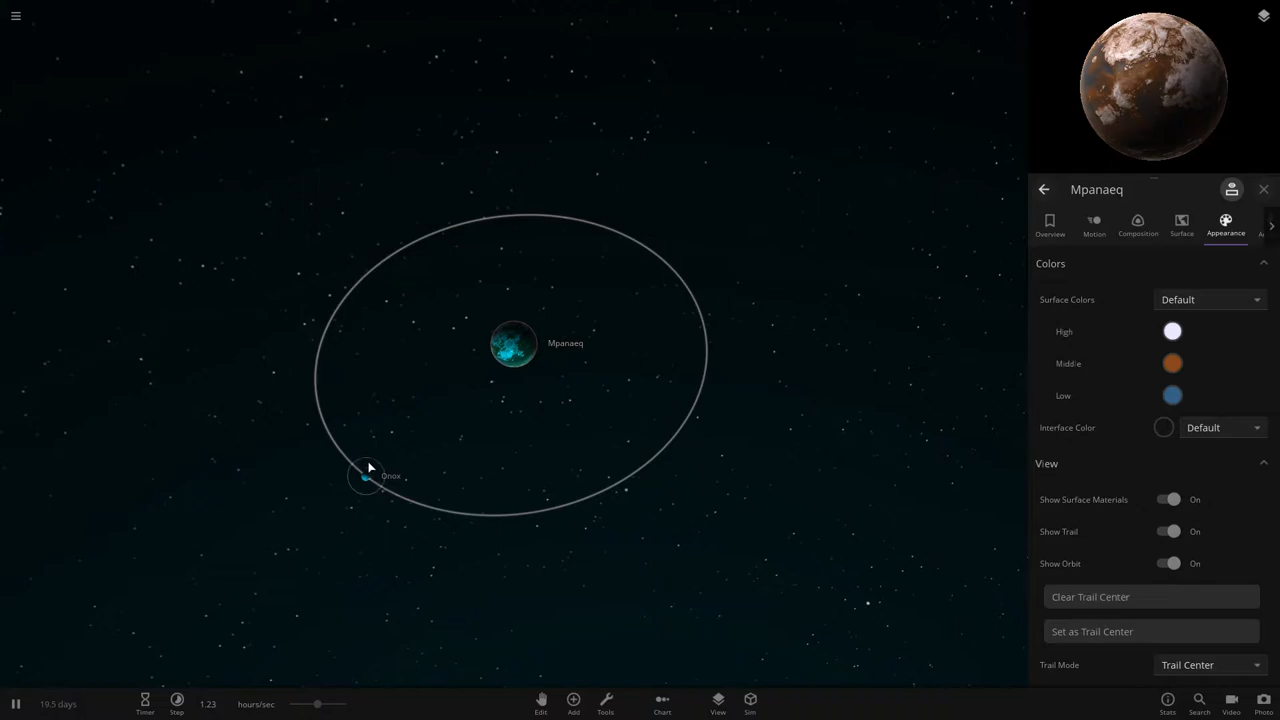 Mpanaeq
Onox
Mpanaeq
Overview
Motion
Composition
Surface
Appearance
Colors
Surface Colors
Default
High
Middle
Low
Interface Color
Default
View
Show Surface Materials
On
Show Trail
On
Show Orbit
On
Clear Trail Center
Set as Trail Center
Trail Mode
Trail Center
19.5 days
Timer
Step
1.23
hours/sec
Edit
Add
Tools
Chart
View
Sim
Stats
Search
Video
Photo